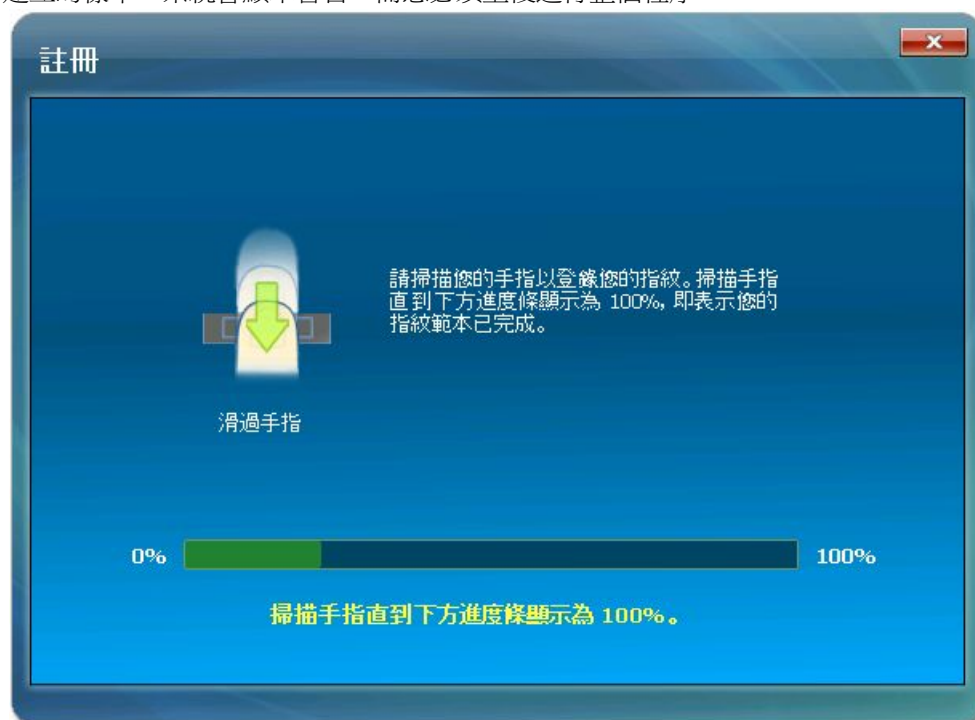 註冊
請掃描您的手指以登錄您的指紋。掃描手指
直到下方進度條顯示為 100%, 即表示您的
指紋範本已完成。
滑過手指
0%
100%
掃描手指直到下方進度條顯示為 100%。